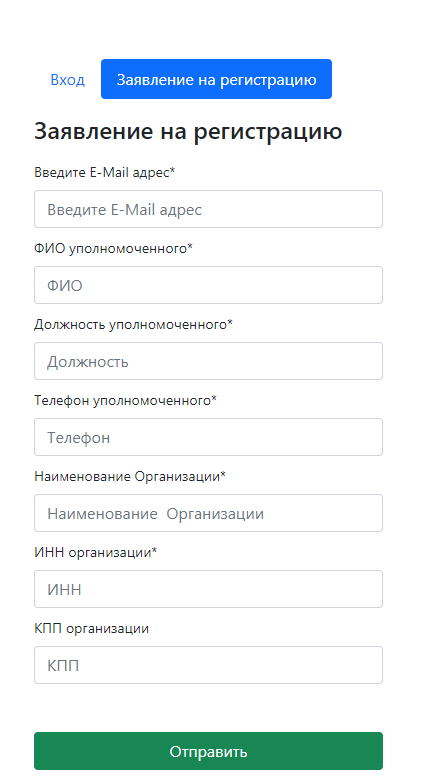 Вход
Заявление на регистрацию
Заявление на регистрацию
Введите E-Mail адрес*
Введите E-Mail адрес
ФИО уполномоченного*
ФИО
Должность уполномоченного*
Должность
Телефон уполномоченного*
Телефон
Наименование Организации*
Наименование  Организации
ИНН организации*
ИНН
КПП организации
КПП
Отправить